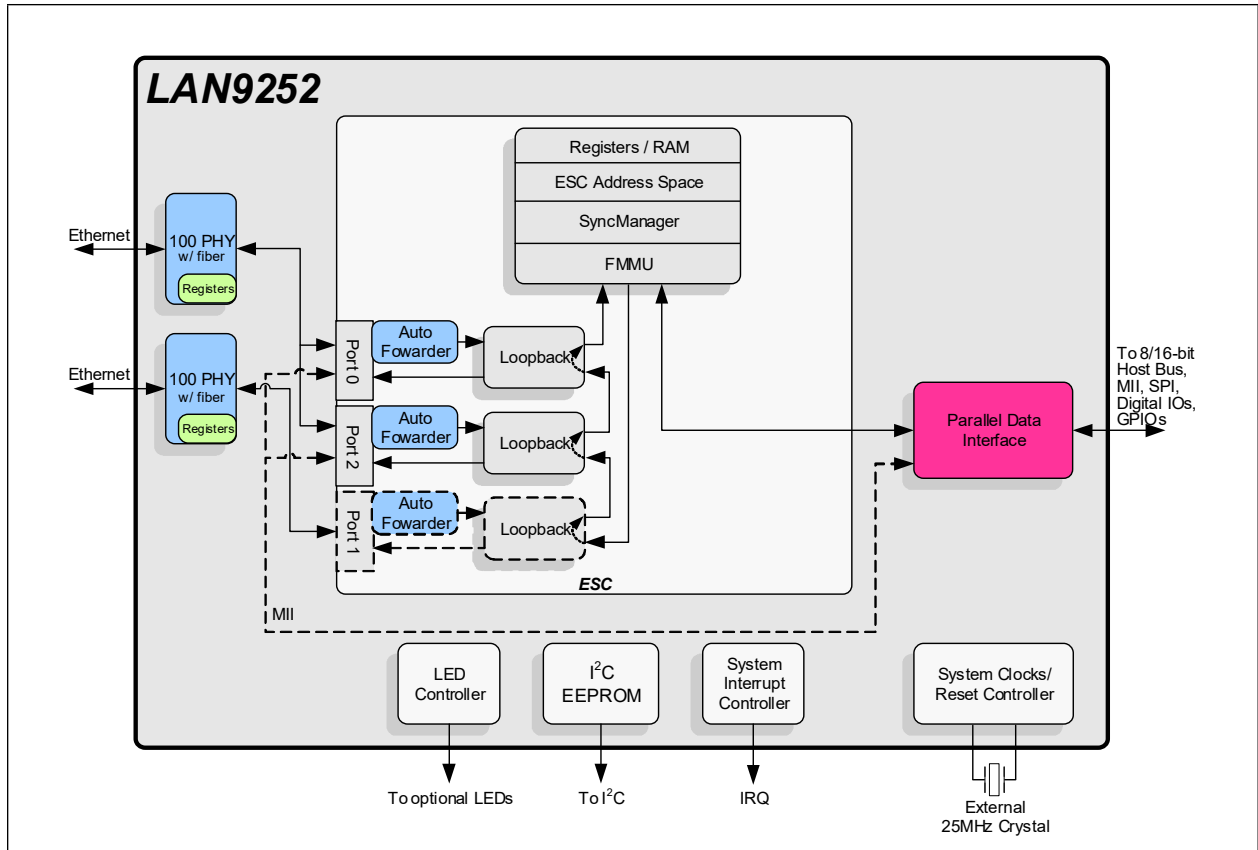 LAN9252
Registers / RAM
ESC Address Space
SyncManager
FMMU
Ethernet
100 PHY
w/ fiber
Registers
Ethernet
100 PHY
w/ fiber
Registers
Port 0
Auto
Fowarder
Loopback
Port 2
Auto
Fowarder
Loopback
Port 1
Auto
Fowarder
Loopback
ESC
MII
Parallel Data
Interface
To 8/16-bit
Host Bus,
MII, SPI,
Digital IOs,
GPIOs
LED
Controller
I²C
EEPROM
System
Interrupt
Controller
System Clocks/
Reset Controller
To optional LEDs
To I²C
IRQ
External
25MHz Crystal